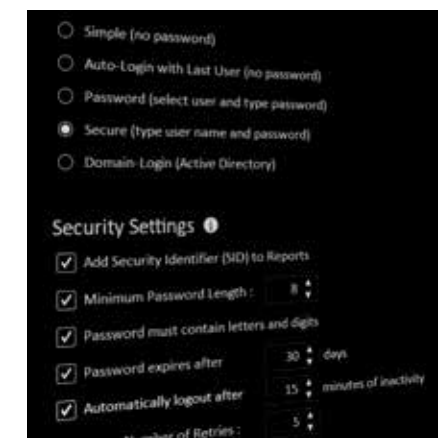 Simple (no password)
Auto-Login with Last User (no password)
Password (select user and type password)
Secure (type user name and password)
Domain-Login (Active Directory)
Security Settings
Add Security Identifier (SID) to Reports
Minimum Password Length : 8
Password must contain letters and digits
Password expires after 30 days
Automatically logout after 15 minutes of inactivity
Number of Retries : 5